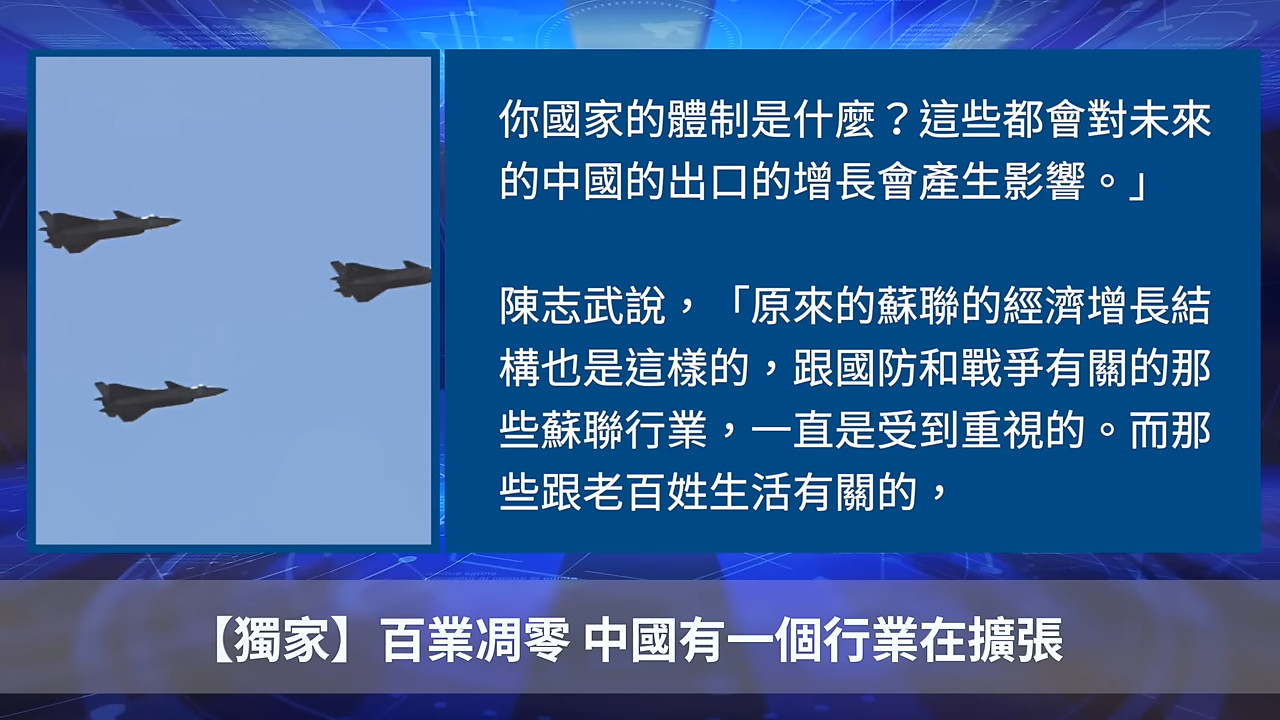 你國家的體制是什麼？這些都會對未來
的中國的出口的增長會產生影響。」
陳志武說，「原來的蘇聯的經濟增長結
構也是這樣的，跟國防和戰爭有關的那
些蘇聯行業，一直是受到重視的。而那
些跟老百姓生活有關的，
【獨家】百業凋零 中國有一個行業在擴張